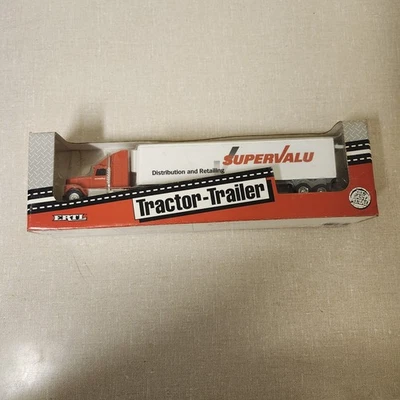 SUPERVALU
Distribution and Retailing
Tractor-Trailer
ERTL